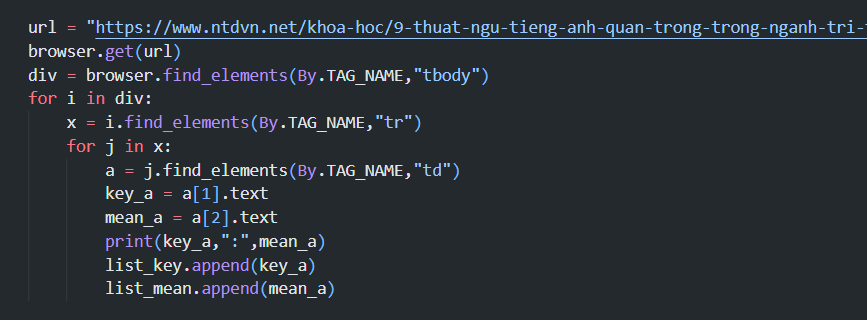 url = "https://www.ntdvn.net/khoa-hoc/9-thuat-ngu-tieng-anh-quan-trong-trong-nganh-tri-
browser.get(url)
div = browser.find_elements(By.TAG_NAME,"tbody")
for i in div:
    x = i.find_elements(By.TAG_NAME,"tr")
    for j in x:
        a = j.find_elements(By.TAG_NAME,"td")
        key_a = a[1].text
        mean_a = a[2].text
        print(key_a,":",mean_a)
        list_key.append(key_a)
        list_mean.append(mean_a)